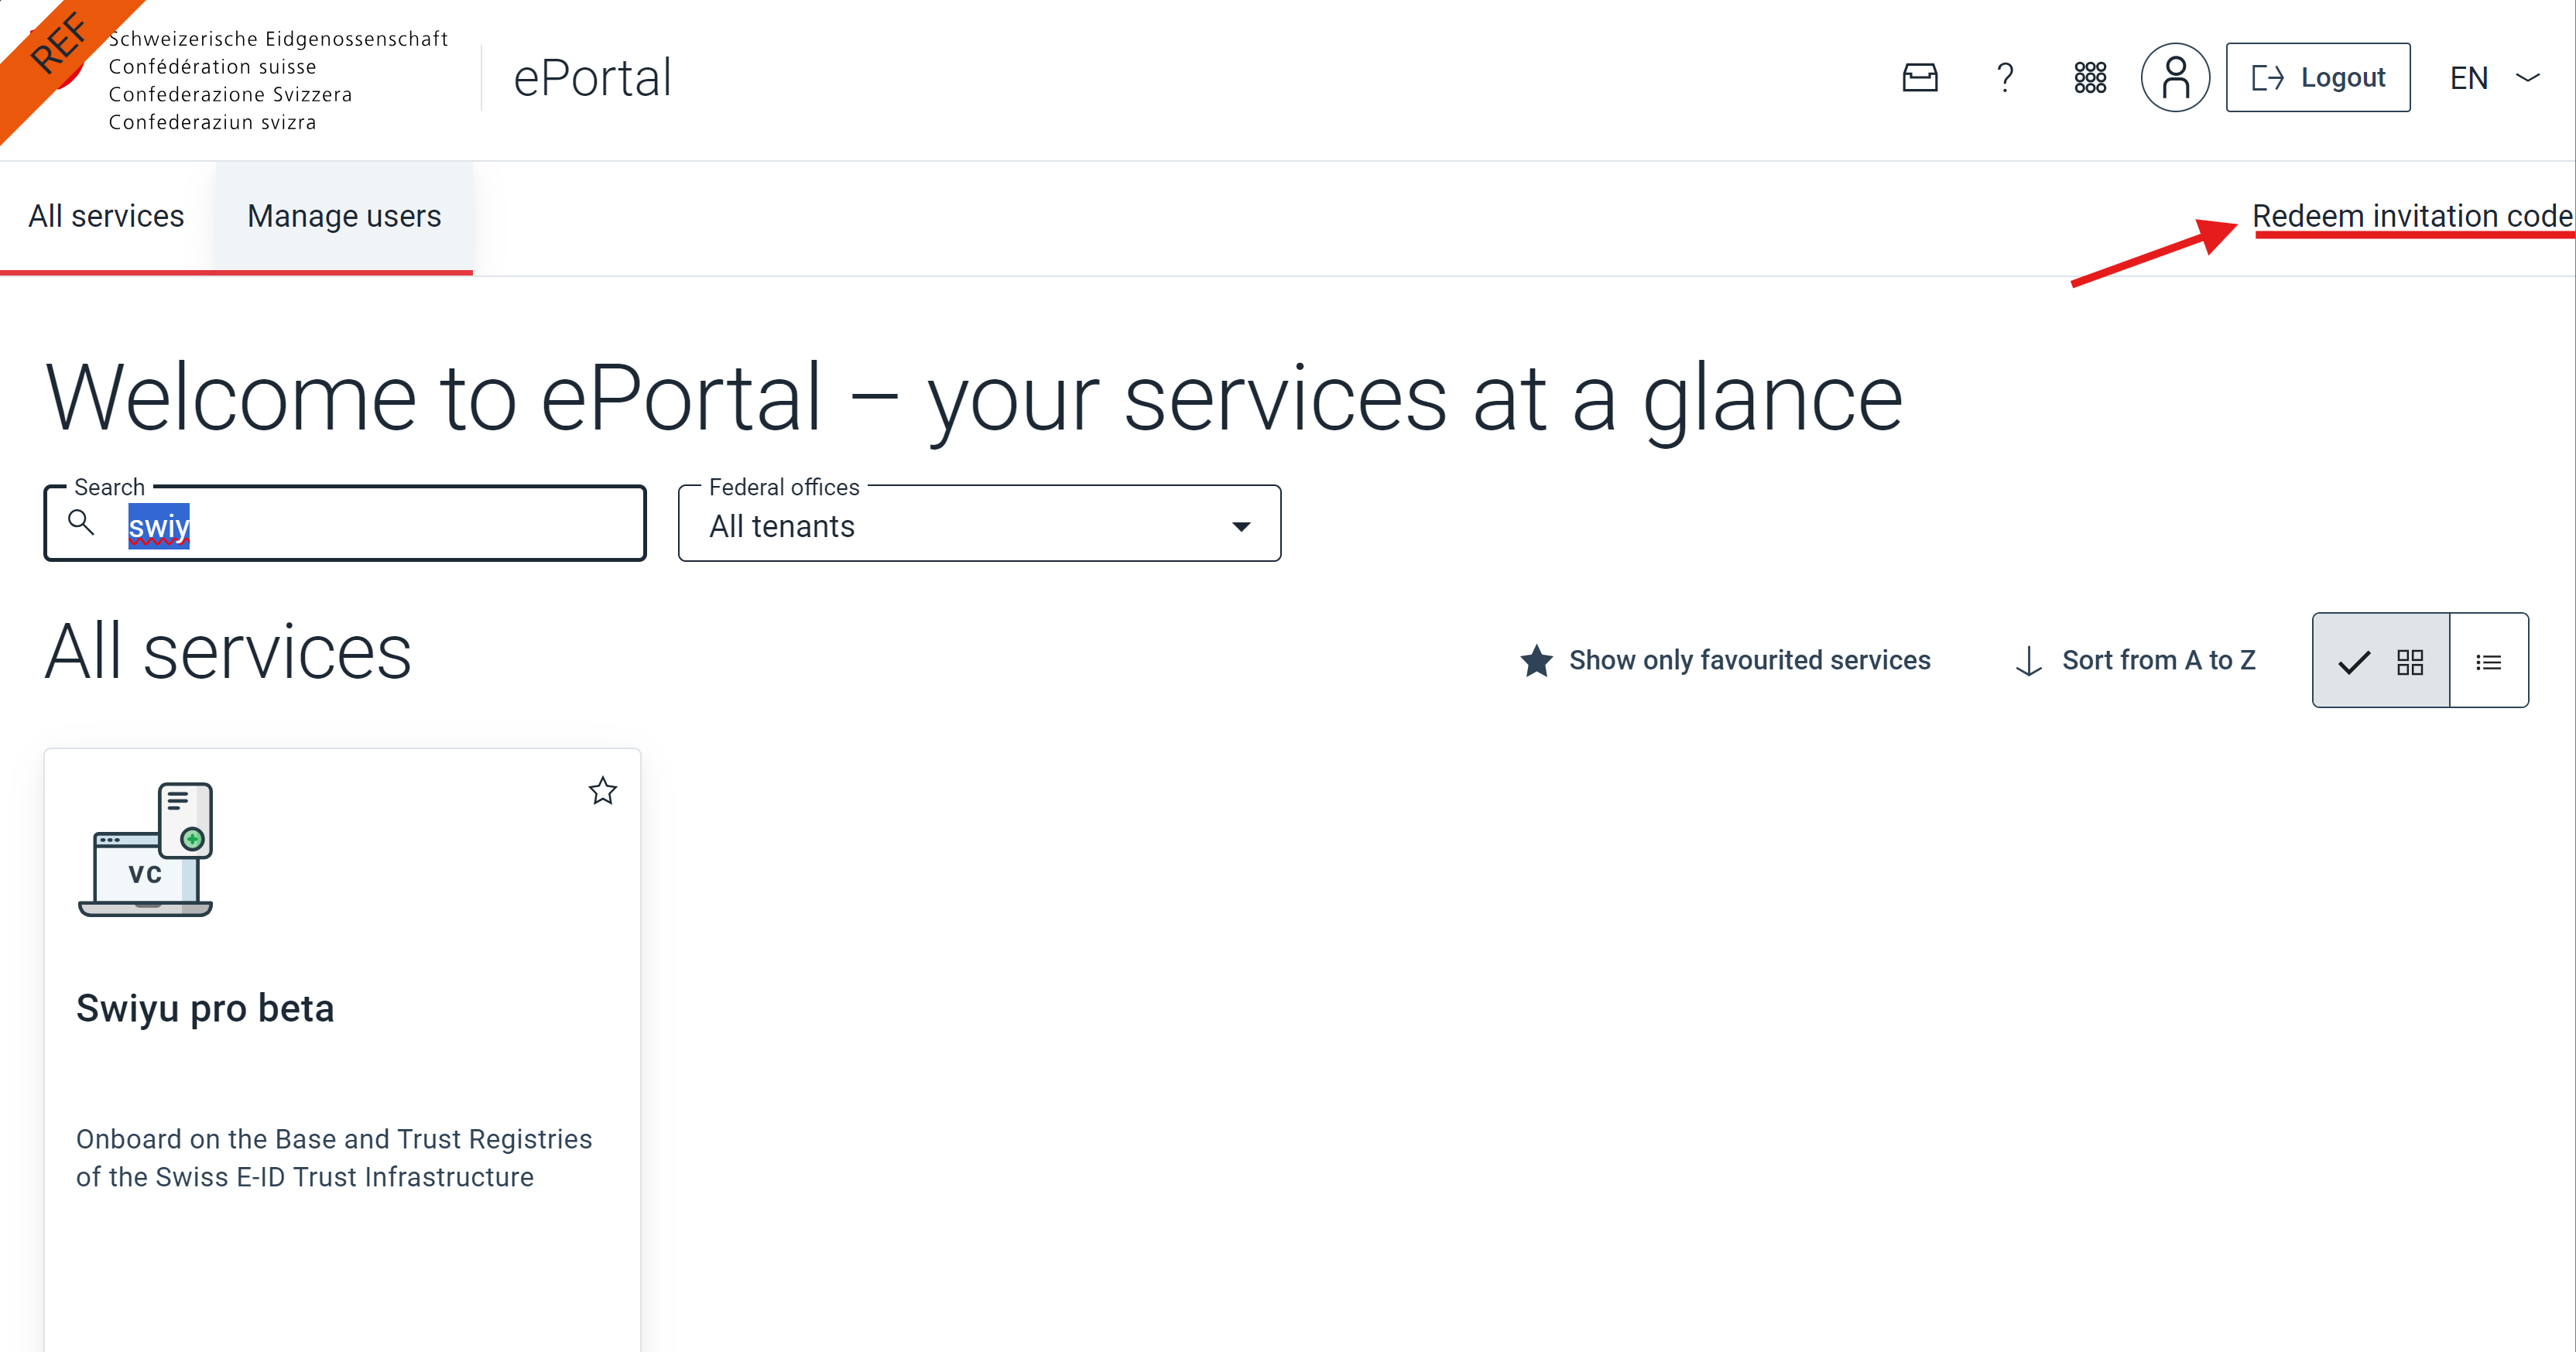 REF
Schweizerische Eidgenossenschaft
Confédération suisse
Confederazione Svizzera
Confederaziun svizra
ePortal
?
Logout
EN
All services
Manage users
Redeem invitation code
Welcome to ePortal – your services at a glance
Search
swiy
Federal offices
All tenants
All services
Show only favourited services
Sort from A to Z
vc
Swiyu pro beta
Onboard on the Base and Trust Registries
of the Swiss E-ID Trust Infrastructure